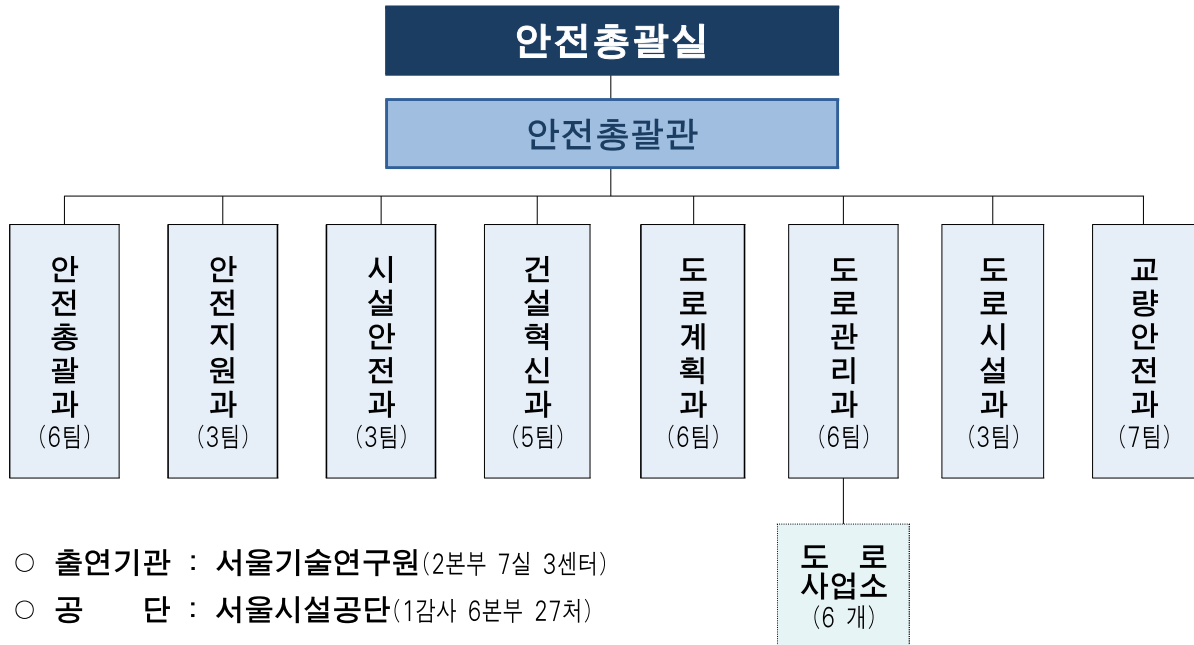 안전총괄실
안전총괄관
안전총괄과
(6팀)
안전지원과
(3팀)
시설안전과
(3팀)
건설혁신과
(5팀)
도로계획과
(6팀)
도로관리과
(6팀)
도로시설과
(3팀)
교량안전과
(7팀)
도 로
사업소
(6 개)
○ 출연기관 : 서울기술연구원(2본부 7실 3센터)
○ 공 단 : 서울시설공단(1감사 6본부 27처)